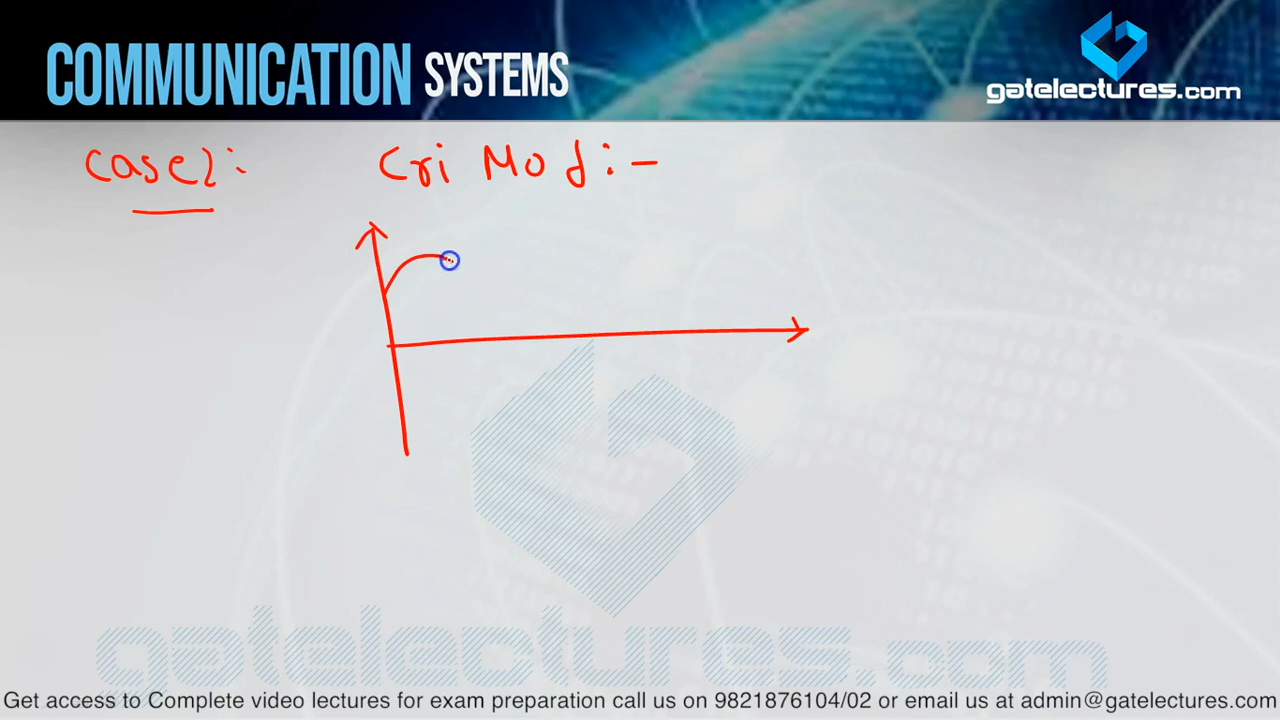 COMMUNICATION SYSTEMS
gatelectures.com
Case2: Cri Mod:-
gatelectures.com
Get access to Complete video lectures for exam preparation call us on 9821876104/02 or email us at admin@gatelectures.com